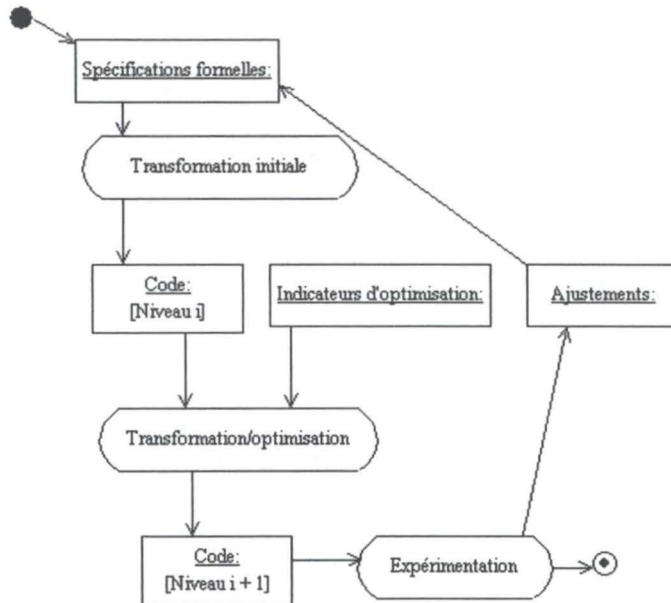 Spécifications formelles:
Transformation initiale
Code:
[Niveau i]
Indicateurs d'optimisation:
Ajustements:
Transformation/optimisation
Code:
[Niveau i + 1]
Expérimentation